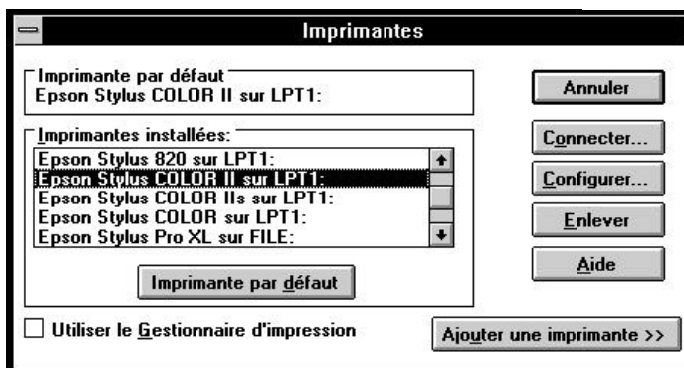 Imprimantes
Imprimante par défaut
Epson Stylus COLOR II sur LPT1:
Imprimantes installées:
Epson Stylus 820 sur LPT1:
Epson Stylus COLOR II sur LPT1:
Epson Stylus COLOR IIs sur LPT1:
Epson Stylus COLOR sur LPT1:
Epson Stylus Pro XL sur FILE:
Imprimante par défaut
Utiliser le Gestionnaire d'impression
Annuler
Connecter...
Configurer...
Enlever
Aide
Ajouter une imprimante >>